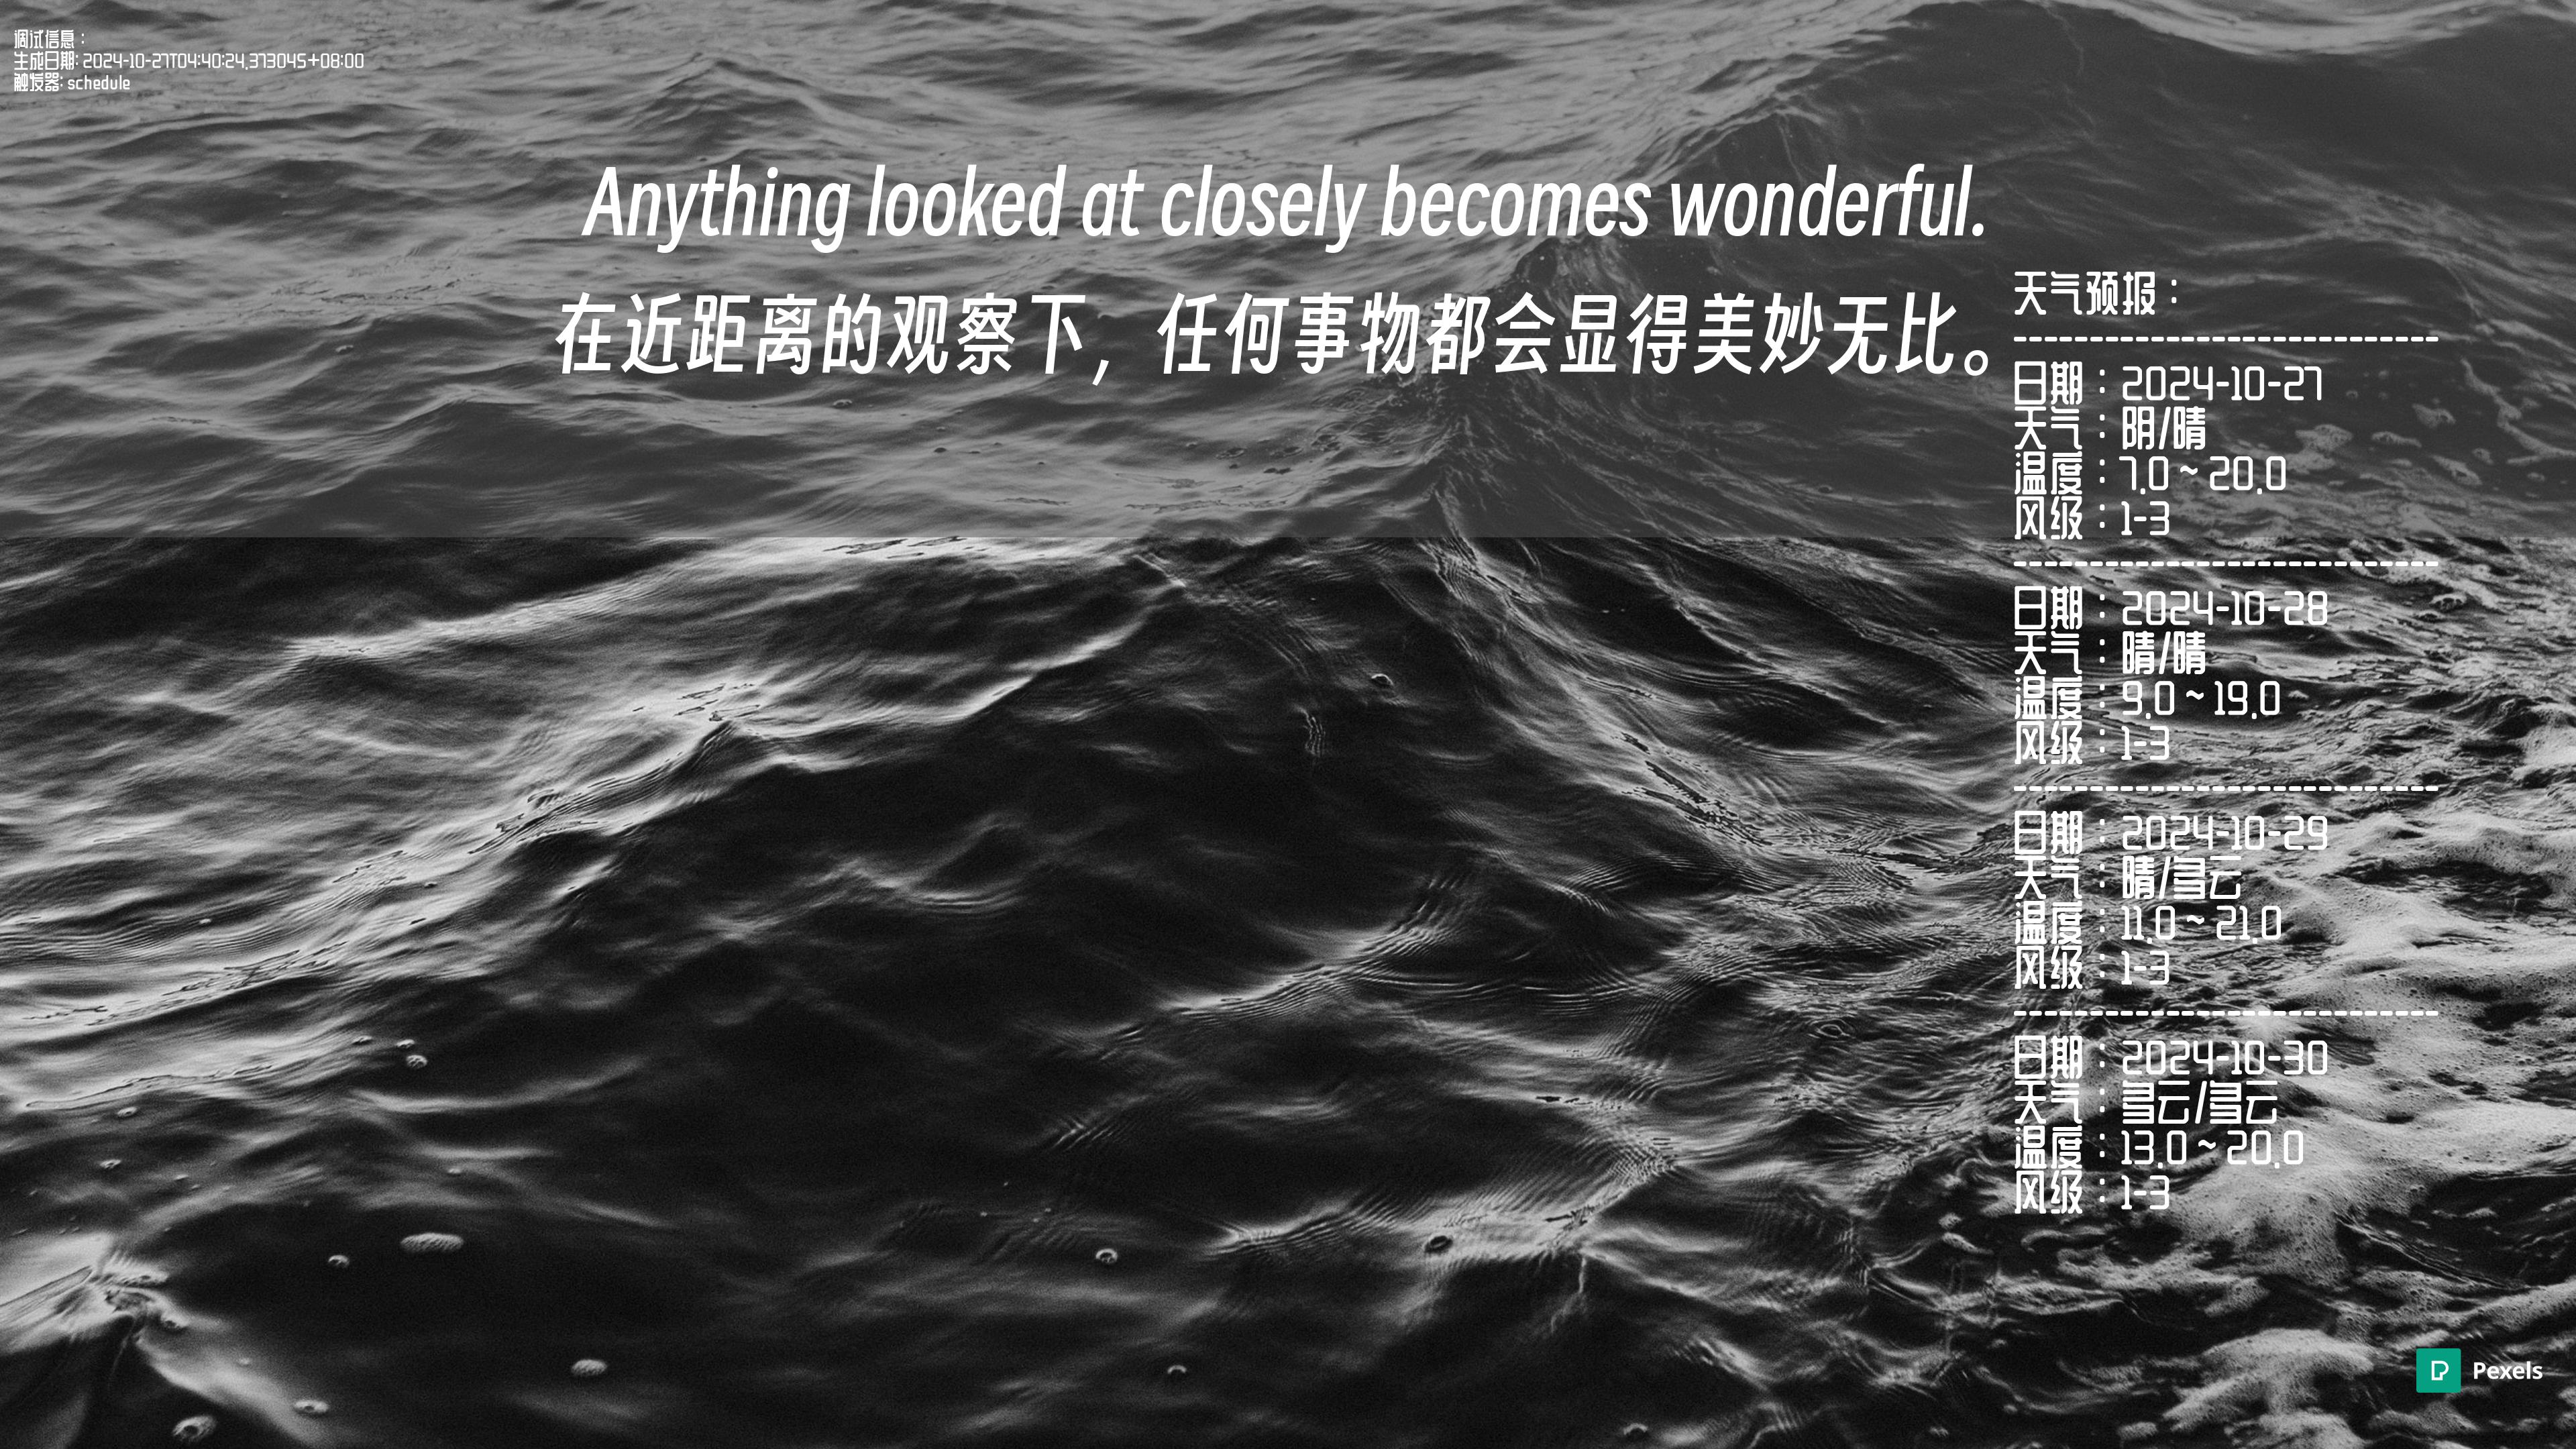 调试信息：
生成日期: 2024-10-27T04:40:24.373045+08:00
触发器: schedule
Anything looked at closely becomes wonderful.
在近距离的观察下，任何事物都会显得美妙无比。
天气预报：
----------------------------
日期：2024-10-27
天气：阴/晴
温度：7.0 ~ 20.0
风级：1-3
----------------------------
日期：2024-10-28
天气：晴/晴
温度：9.0 ~ 19.0
风级：1-3
----------------------------
日期：2024-10-29
天气：晴/多云
温度：11.0 ~ 21.0
风级：1-3
----------------------------
日期：2024-10-30
天气：多云/多云
温度：13.0 ~ 20.0
风级：1-3
Pexels